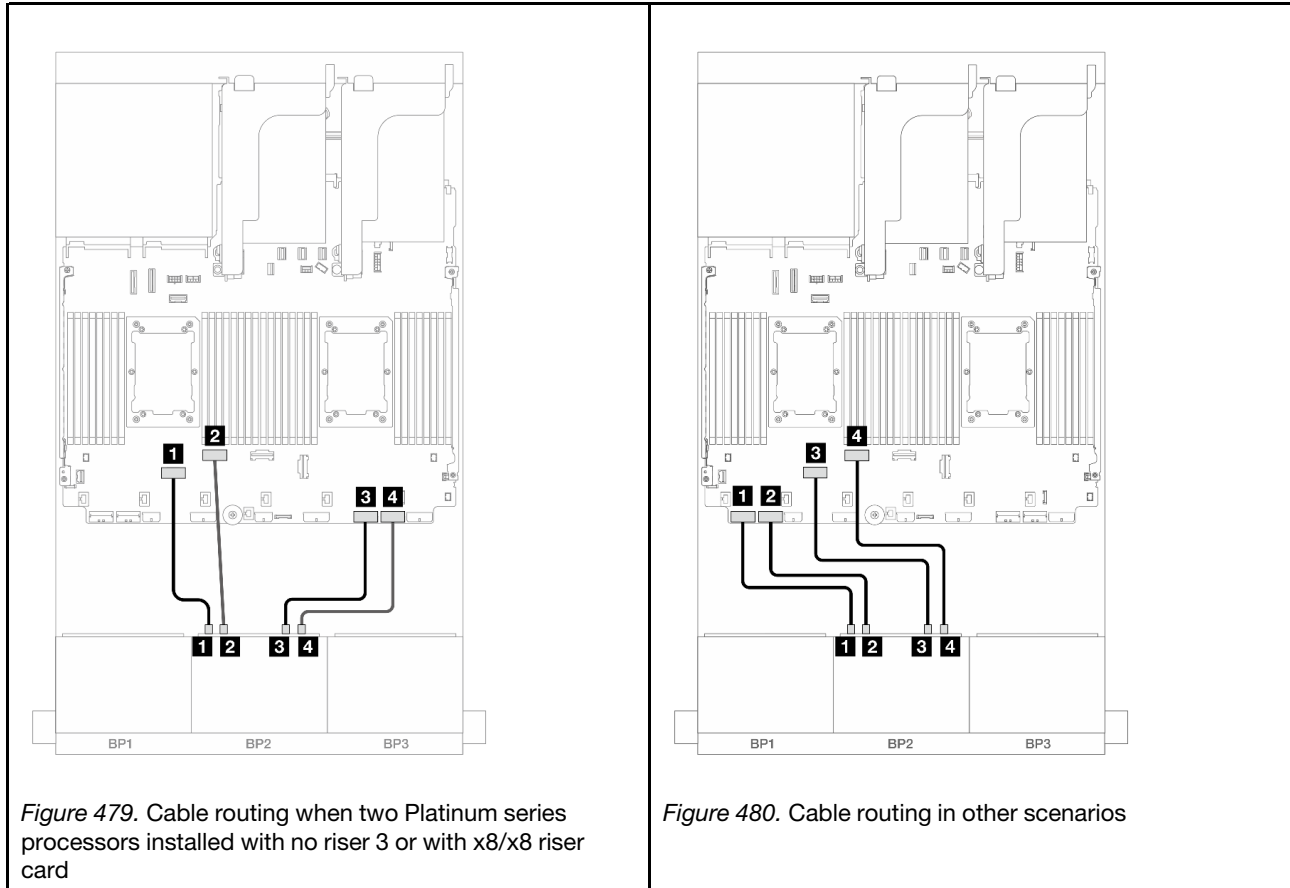 2
1
3 4
1 2 3 4
BP1 BP2 BP3
Figure 479. Cable routing when two Platinum series
processors installed with no riser 3 or with x8/x8 riser
card
4
3
1 2
1 2 3 4
BP1 BP2 BP3
Figure 480. Cable routing in other scenarios